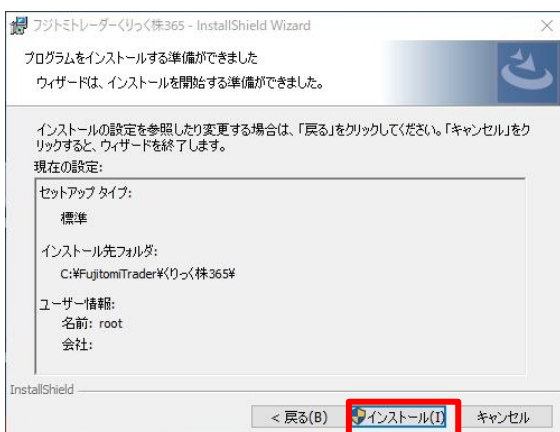 フジトミトレーダーくりっく株365 - InstallShield Wizard
プログラムをインストールする準備ができました
ウィザードは、インストールを開始する準備ができました。
インストールの設定を参照したり変更する場合は、「戻る」をクリックしてください。「キャンセル」をク
リックすると、ウィザードを終了します。
現在の設定:
セットアップ タイプ:
標準
インストール先フォルダ:
C:¥FujitomiTrader¥くりっく株365¥
ユーザー情報:
名前: root
会社:
InstallShield
< 戻る(B) インストール(I) キャンセル